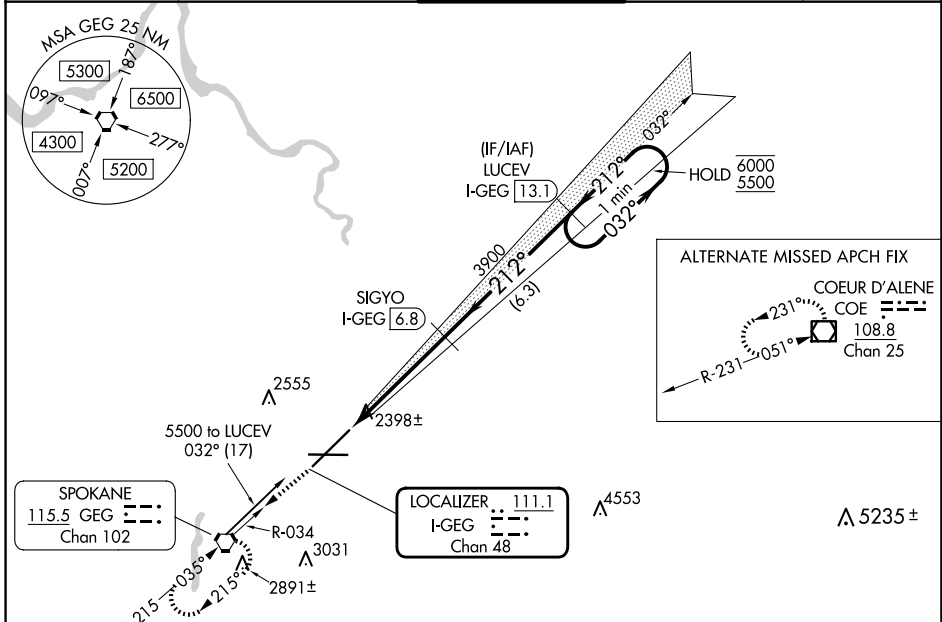 MSA GEG 25 NM
5300
187°
097°
6500
4300
277°
007°
5200
032°
(IF/IAF)
LUCEV
I-GEG 13.1
212°
1 min
032°
HOLD 6000
5500
3900
212°
(6.3)
SIGYO
I-GEG 6.8
ALTERNATE MISSED APCH FIX
COEUR D'ALENE
COE
108.8
Chan 25
231°
R-231
051°
2555
2398±
5500 to LUCEV
032° (17)
SPOKANE
115.5 GEG
Chan 102
R-034
LOCALIZER 111.1
I-GEG
Chan 48
4553
5235±
3031
2891±
215
035°
215°